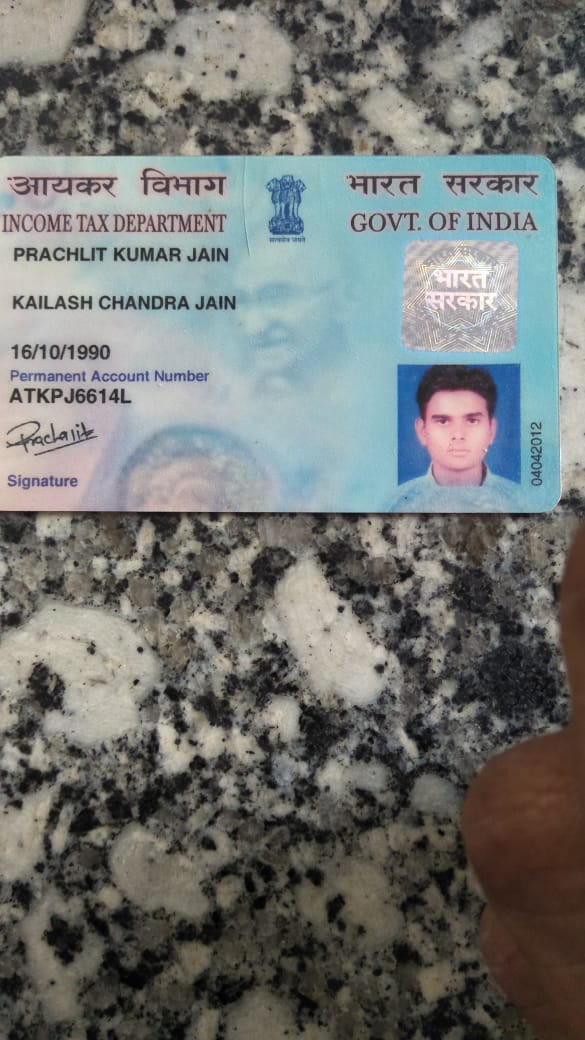 आयकर विभाग
INCOME TAX DEPARTMENT
सत्यमेव जयते
भारत सरकार
GOVT. OF INDIA
PRACHLIT KUMAR JAIN
KAILASH CHANDRA JAIN
16/10/1990
Permanent Account Number
ATKPJ6614L
Prachalit
Signature
भारत
सरकार
04042012